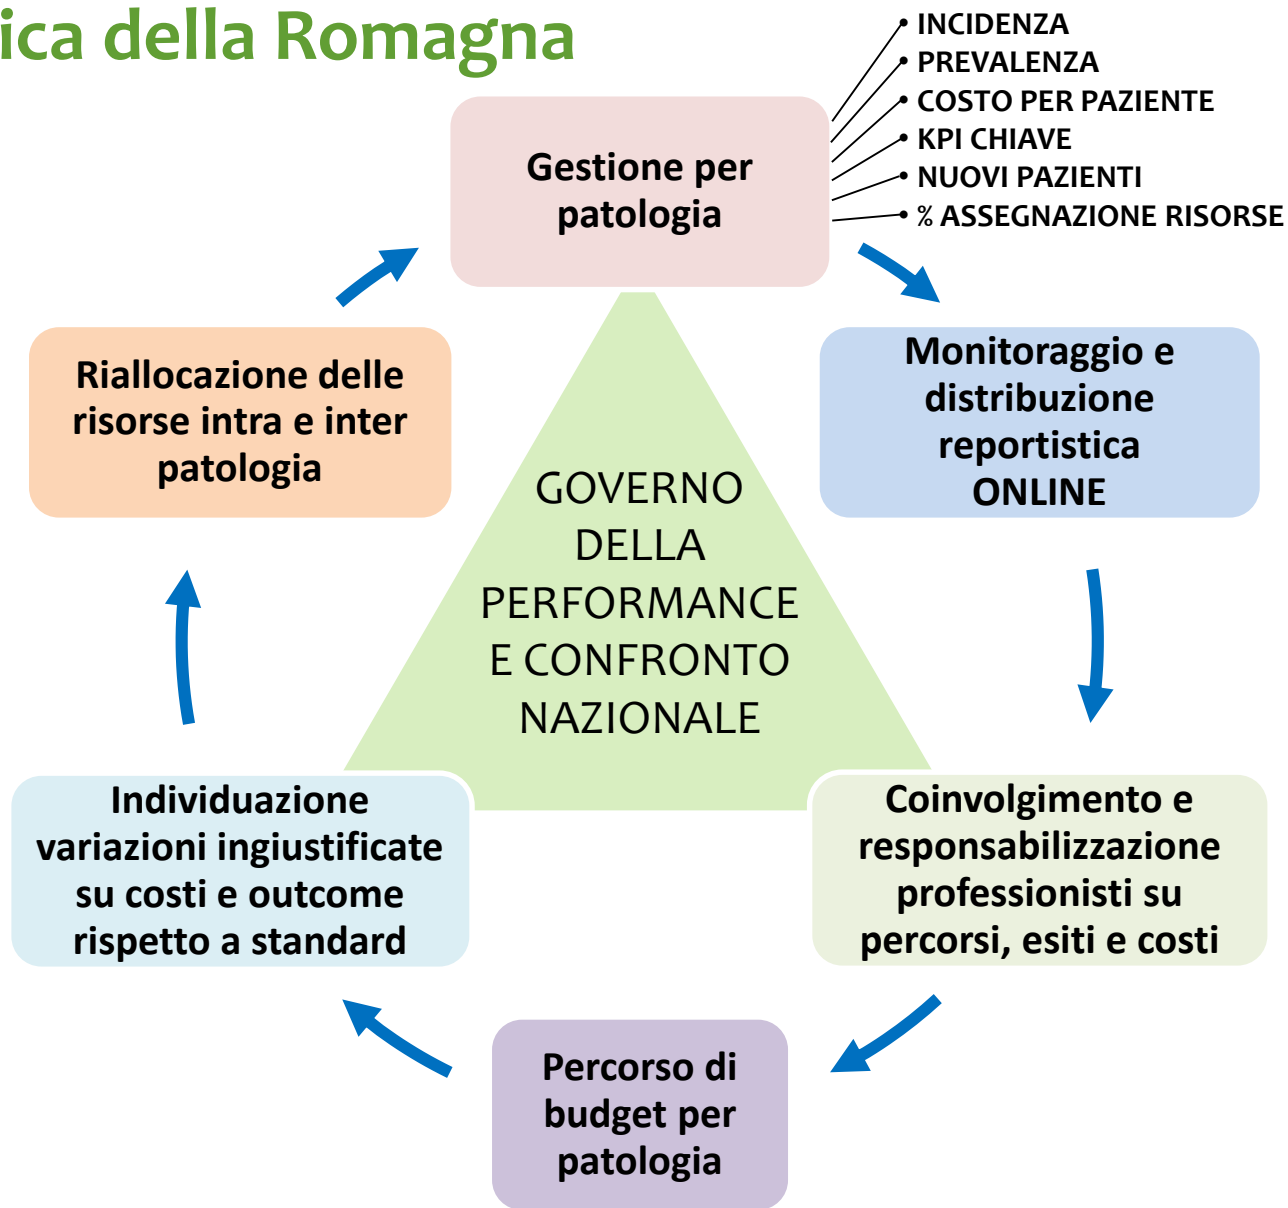 ica della Romagna
• INCIDENZA
• PREVALENZA
• COSTO PER PAZIENTE
• KPI CHIAVE
• NUOVI PAZIENTI
• % ASSEGNAZIONE RISORSE
Gestione per
patologia
Monitoraggio e
distribuzione
reportistica
ONLINE
Riallocazione delle
risorse intra e inter
patologia
GOVERNO
DELLA
PERFORMANCE
E CONFRONTO
NAZIONALE
Individuazione
variazioni ingiustificate
su costi e outcome
rispetto a standard
Coinvolgimento e
responsabilizzazione
professionisti su
percorsi, esiti e costi
Percorso di
budget per
patologia